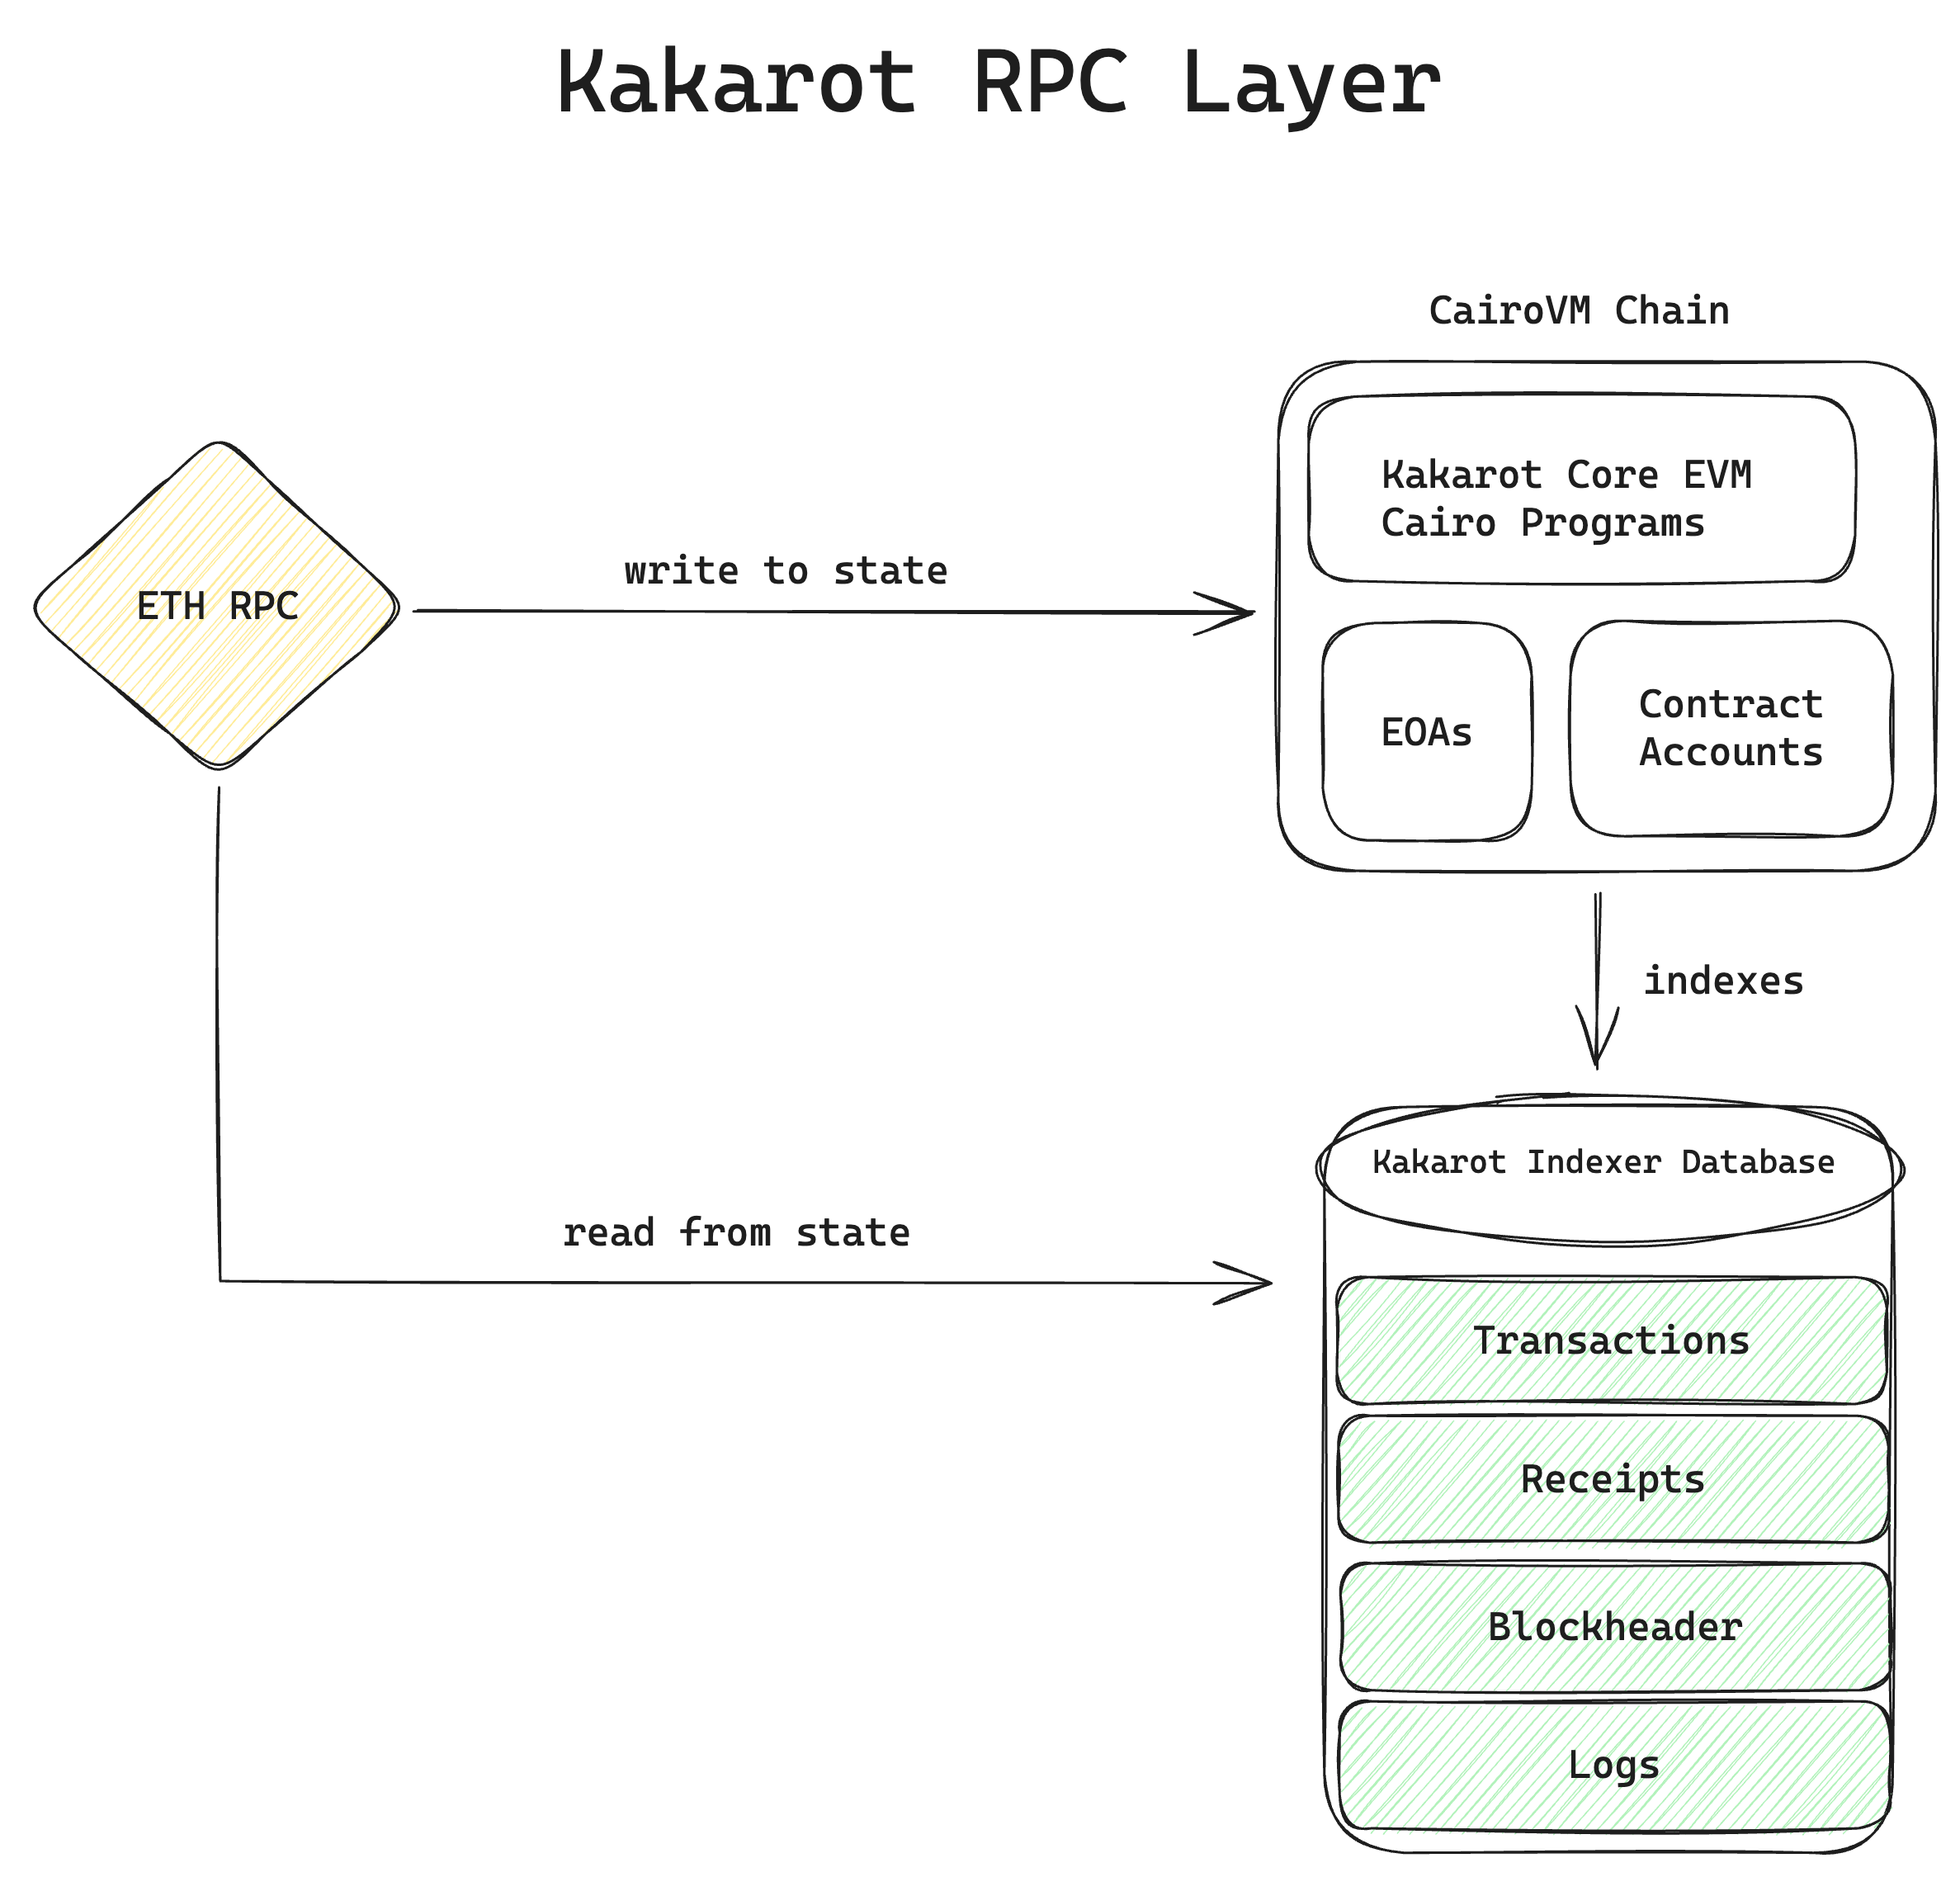 Kakarot RPC Layer
CairoVM Chain
Kakarot Core EVM
Cairo Programs
write to state
ETH RPC
EOAs
Contract
Accounts
indexes
Kakarot Indexer Database
read from state
Transactions
Receipts
Blockheader
Logs